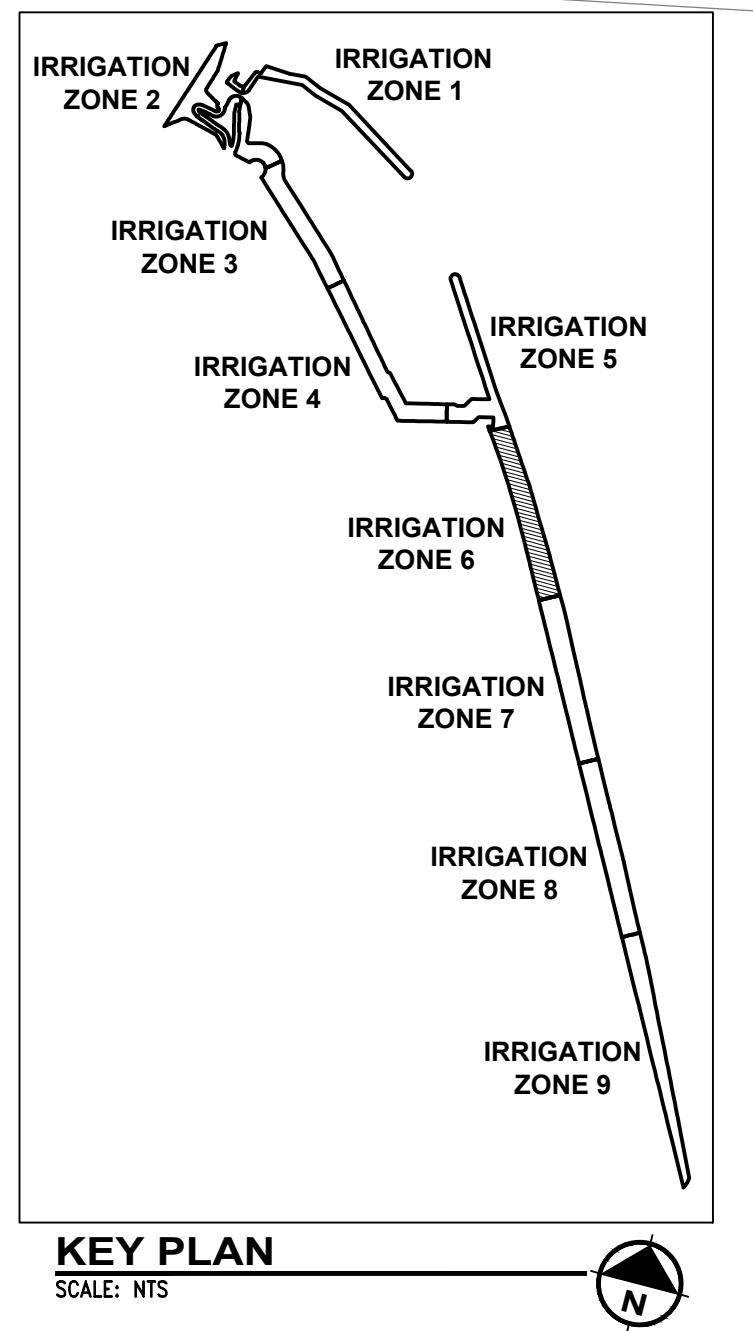 IRRIGATION
ZONE 2
IRRIGATION
ZONE 1
IRRIGATION
ZONE 3
IRRIGATION
ZONE 5
IRRIGATION
ZONE 4
IRRIGATION
ZONE 6
IRRIGATION
ZONE 7
IRRIGATION
ZONE 8
IRRIGATION
ZONE 9
KEY PLAN
SCALE: NTS
N